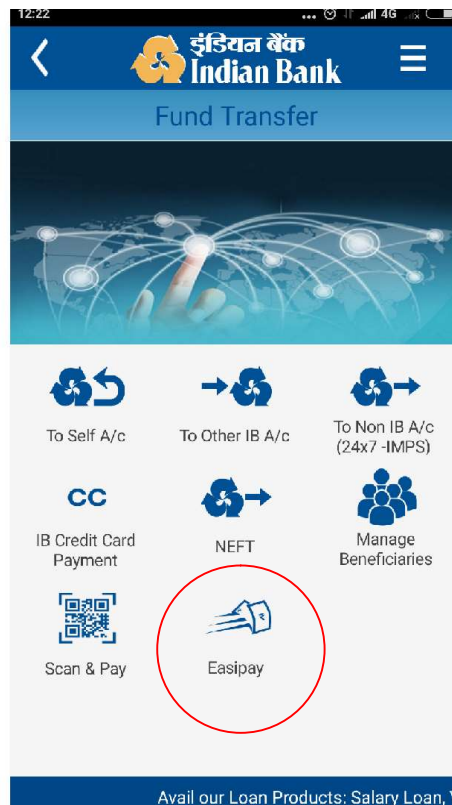 12:22 ... 4G
इंडियन बैंक
Indian Bank
Fund Transfer
To Self A/c To Other IB A/c To Non IB A/c
(24x7 -IMPS)
CC
IB Credit Card
Payment
NEFT
Manage
Beneficiaries
Scan & Pay Easipay
Avail our Loan Products: Salary Loan,